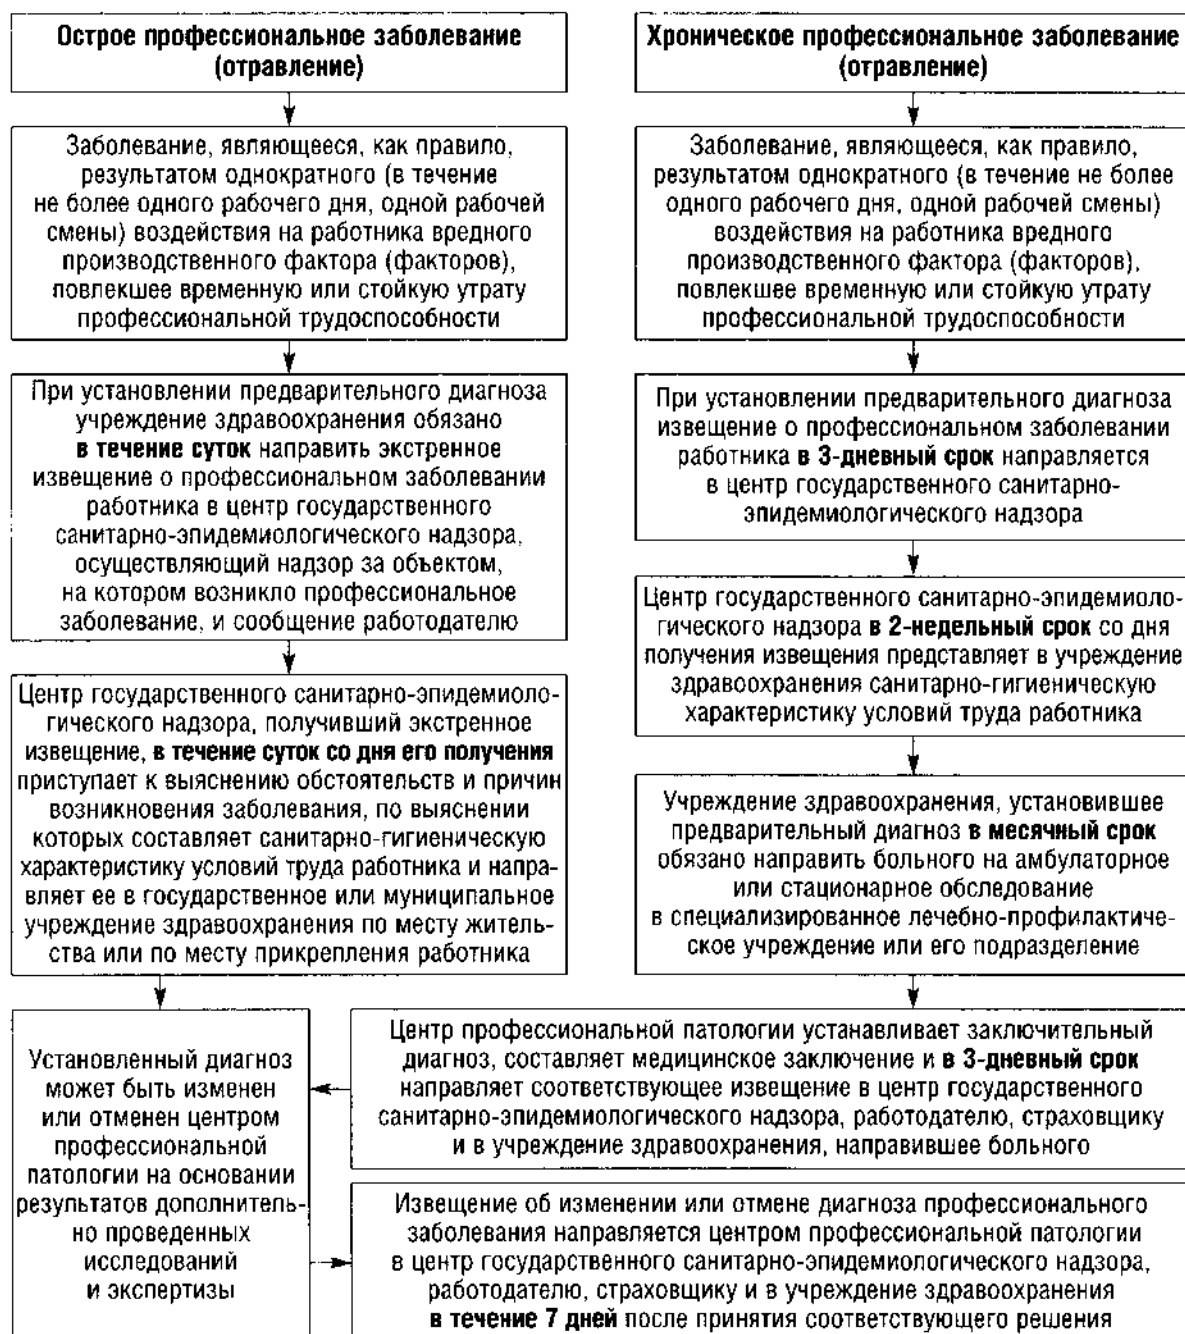 Острое профессиональное заболевание
(отравление)
Заболевание, являющееся, как правило,
результатом однократного (в течение
не более одного рабочего дня, одной рабочей
смены) воздействия на работника вредного
производственного фактора (факторов),
повлекшее временную или стойкую утрату
профессиональной трудоспособности
При установлении предварительного диагноза
учреждение здравоохранения обязано
в течение суток направить экстренное
извещение о профессиональном заболевании
работника в центр государственного
санитарно-эпидемиологического надзора,
осуществляющий надзор за объектом,
на котором возникло профессиональное
заболевание, и сообщение работодателю
Центр государственного санитарно-эпидемиоло-
гического надзора, получивший экстренное
извещение, в течение суток со дня его получения
приступает к выяснению обстоятельств и причин
возникновения заболевания, по выяснении
которых составляет санитарно-гигиеническую
характеристику условий труда работника и направ-
ляет ее в государственное или муниципальное
учреждение здравоохранения по месту житель-
ства или по месту прикрепления работника
Хроническое профессиональное заболевание
(отравление)
Заболевание, являющееся, как правило,
результатом однократного (в течение не более
одного рабочего дня, одной рабочей смены)
воздействия на работника вредного
производственного фактора (факторов),
повлекшее временную или стойкую утрату
профессиональной трудоспособности
При установлении предварительного диагноза
извещение о профессиональном заболевании
работника в 3-дневный срок направляется
в центр государственного санитарно-
эпидемиологического надзора
Центр государственного санитарно-эпидемиоло-
гического надзора в 2-недельный срок со дня
получения извещения представляет в учреждение
здравоохранения санитарно-гигиеническую
характеристику условий труда работника
Учреждение здравоохранения, установившее
предварительный диагноз в месячный срок
обязано направить больного на амбулаторное
или стационарное обследование
в специализированное лечебно-профилактиче-
ское учреждение или его подразделение
Центр профессиональной патологии устанавливает заключительный
диагноз, составляет медицинское заключение и в 3-дневный срок
направляет соответствующее извещение в центр государственного
санитарно-эпидемиологического надзора, работодателю, страховщику
и в учреждение здравоохранения, направившее больного
Установленный диагноз
может быть изменен
или отменен центром
профессиональной
патологии на основании
результатов дополнитель-
но проведенных
исследований
и экспертизы
Извещение об изменении или отмене диагноза профессионального
заболевания направляется центром профессиональной патологии
в центр государственного санитарно-эпидемиологического надзора,
работодателю, страховщику и в учреждение здравоохранения
в течение 7 дней после принятия соответствующего решения